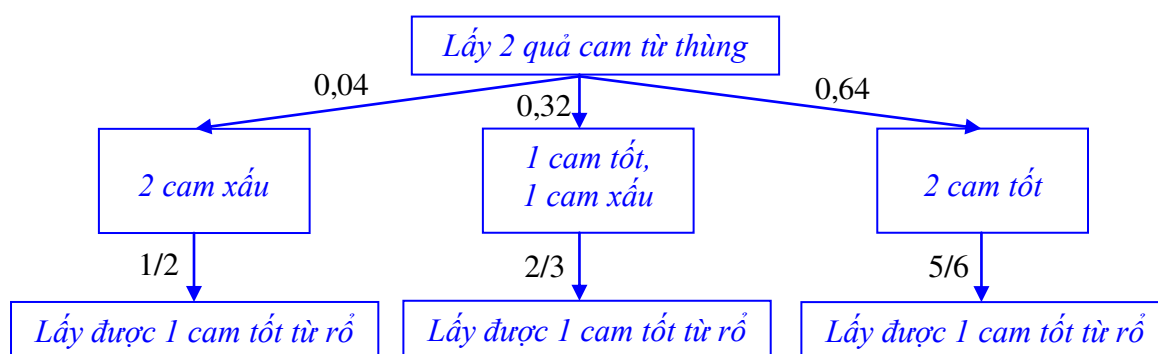 Lấy 2 quả cam từ thùng
0,04
0,32
0,64
2 cam xấu
1 cam tốt,
1 cam xấu
2 cam tốt
1/2
2/3
5/6
Lấy được 1 cam tốt từ rổ
Lấy được 1 cam tốt từ rổ
Lấy được 1 cam tốt từ rổ